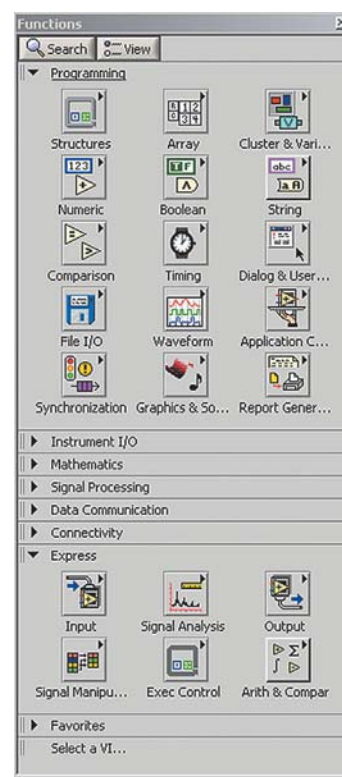 Functions
Search View
Programming
Structures Array Cluster & Vari...
Numeric Boolean String
Comparison Timing Dialog & User...
File I/O Waveform Application C...
Synchronization Graphics & So... Report Gener...
Instrument I/O
Mathematics
Signal Processing
Data Communication
Connectivity
Express
Input Signal Analysis Output
Signal Manipu... Exec Control Arith & Compar
Favorites
Select a VI...